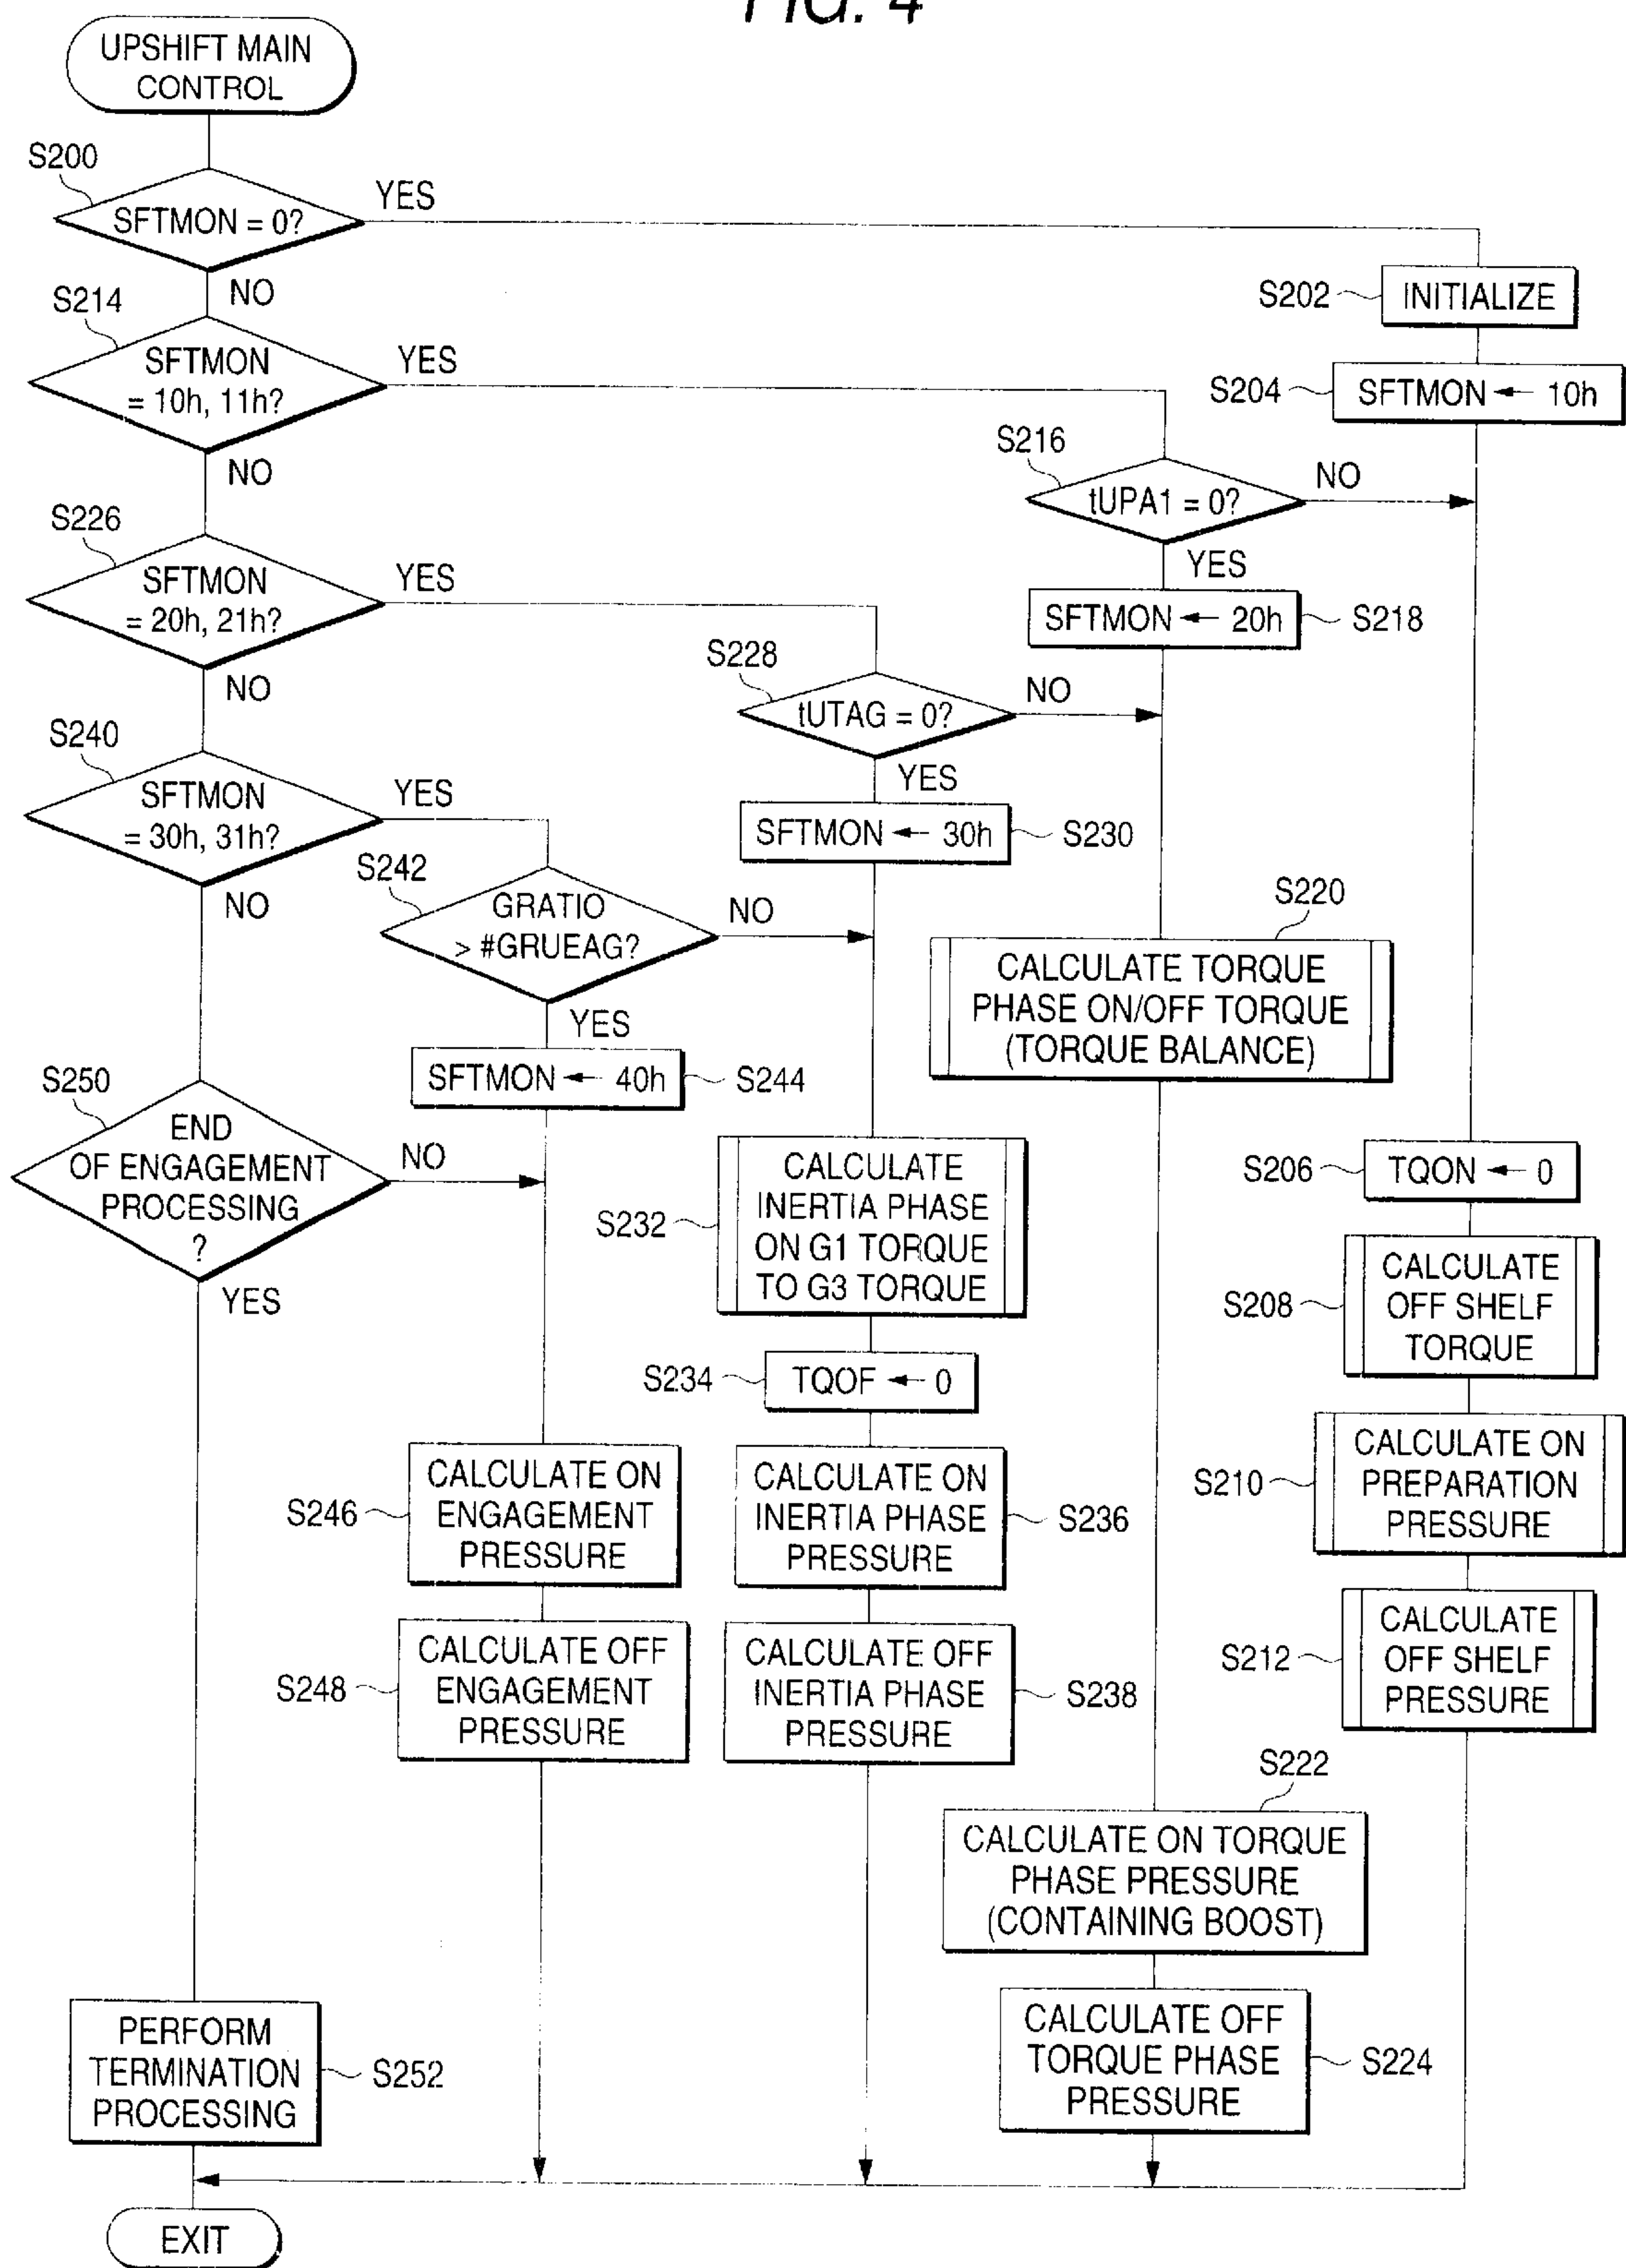 FIG. 4
UPSHIFT MAIN
CONTROL
S200
SFTMON = 0?
YES
NO
S202
INITIALIZE
S204
SFTMON ← 10h
S214
SFTMON
= 10h, 11h?
YES
NO
S216
tUPA1 = 0?
NO
YES
SFTMON ← 20h
S218
S226
SFTMON
= 20h, 21h?
YES
NO
S228
tUTAG = 0?
NO
YES
SFTMON ← 30h
S230
S240
SFTMON
= 30h, 31h?
YES
NO
S242
GRATIO
> #GRUEAG?
NO
YES
SFTMON ← 40h
S244
S220
CALCULATE TORQUE
PHASE ON/OFF TORQUE
(TORQUE BALANCE)
S250
END
OF ENGAGEMENT
PROCESSING
?
NO
YES
S232
CALCULATE
INERTIA PHASE
ON G1 TORQUE
TO G3 TORQUE
S206
TQON ← 0
S208
CALCULATE
OFF SHELF
TORQUE
S234
TQOF ← 0
S210
CALCULATE ON
PREPARATION
PRESSURE
S246
CALCULATE ON
ENGAGEMENT
PRESSURE
CALCULATE ON
INERTIA PHASE
PRESSURE
S236
S212
CALCULATE
OFF SHELF
PRESSURE
S248
CALCULATE OFF
ENGAGEMENT
PRESSURE
CALCULATE OFF
INERTIA PHASE
PRESSURE
S238
S222
CALCULATE ON TORQUE
PHASE PRESSURE
(CONTAINING BOOST)
CALCULATE OFF
TORQUE PHASE
PRESSURE
S224
PERFORM
TERMINATION
PROCESSING
S252
EXIT